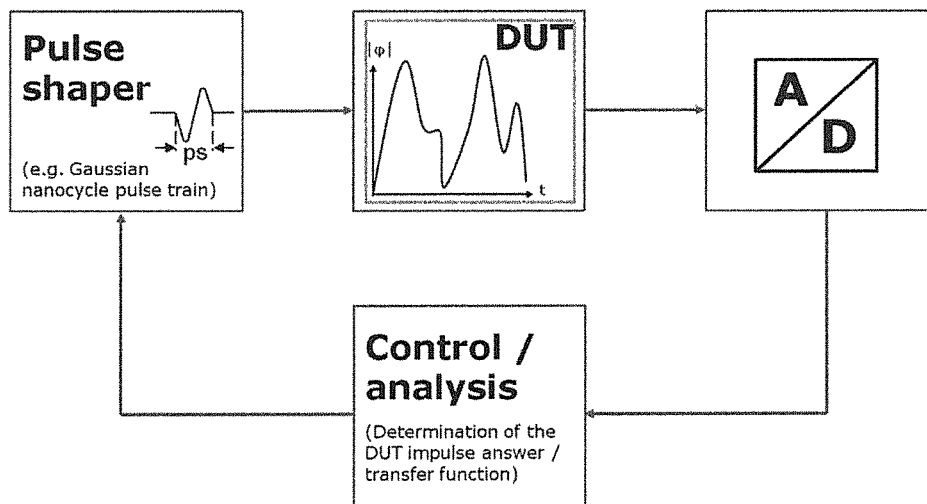 Pulse
shaper
ps
(e.g. Gaussian
nanocycle pulse train)
DUT
|φ|
t
A
D
Control /
analysis
(Determination of the
DUT impulse answer /
transfer function)